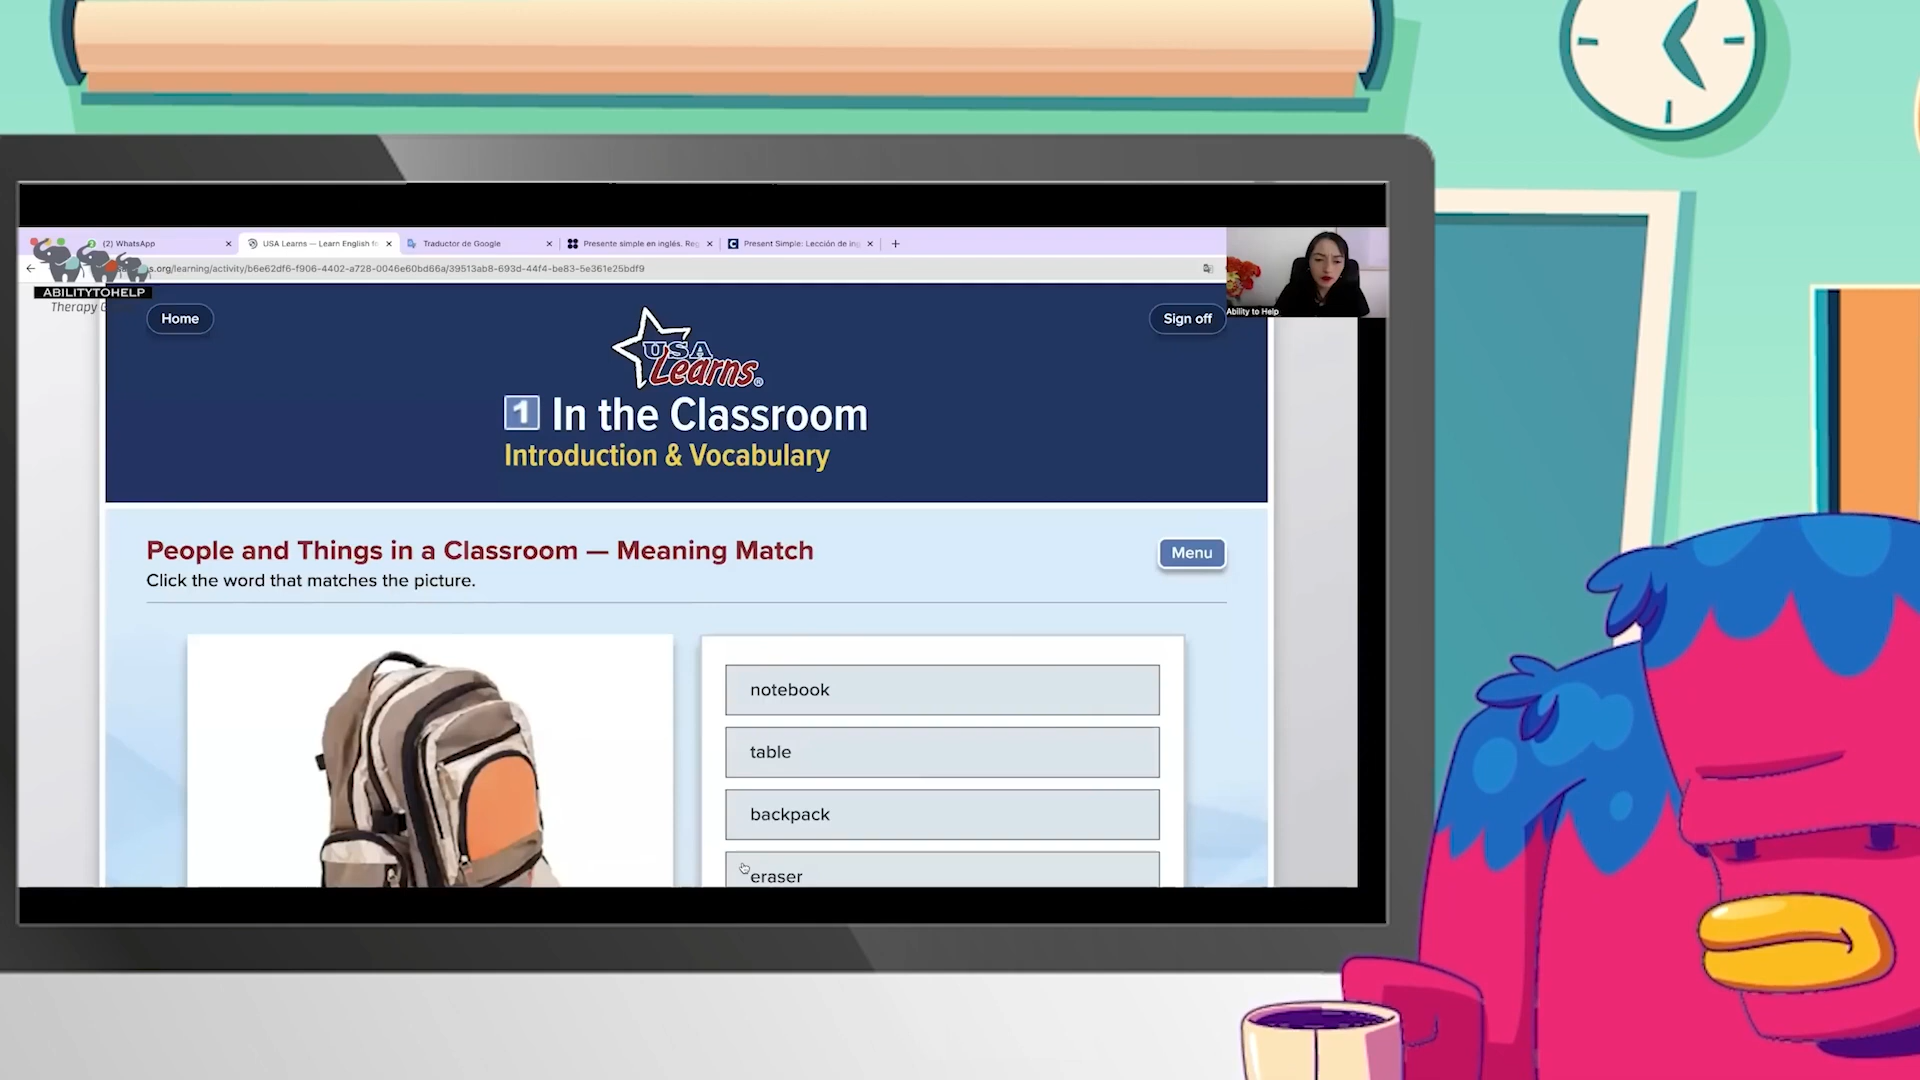 (2) WhatsApp
USA Learns — Learn English fo
Traductor de Google
Presente simple en inglés. Reg
Present Simple: Lección de ing
s.org/learning/activity/b6e62df6-f906-4402-a728-0046e60bd66a/39513ab8-693d-44f4-be83-5e361e25bdf9
ABILITYTOHELP
Therapy
Home
Sign off
Ability to Help
USA
Learns®
1 In the Classroom
Introduction & Vocabulary
People and Things in a Classroom — Meaning Match
Menu
Click the word that matches the picture.
notebook
table
backpack
eraser